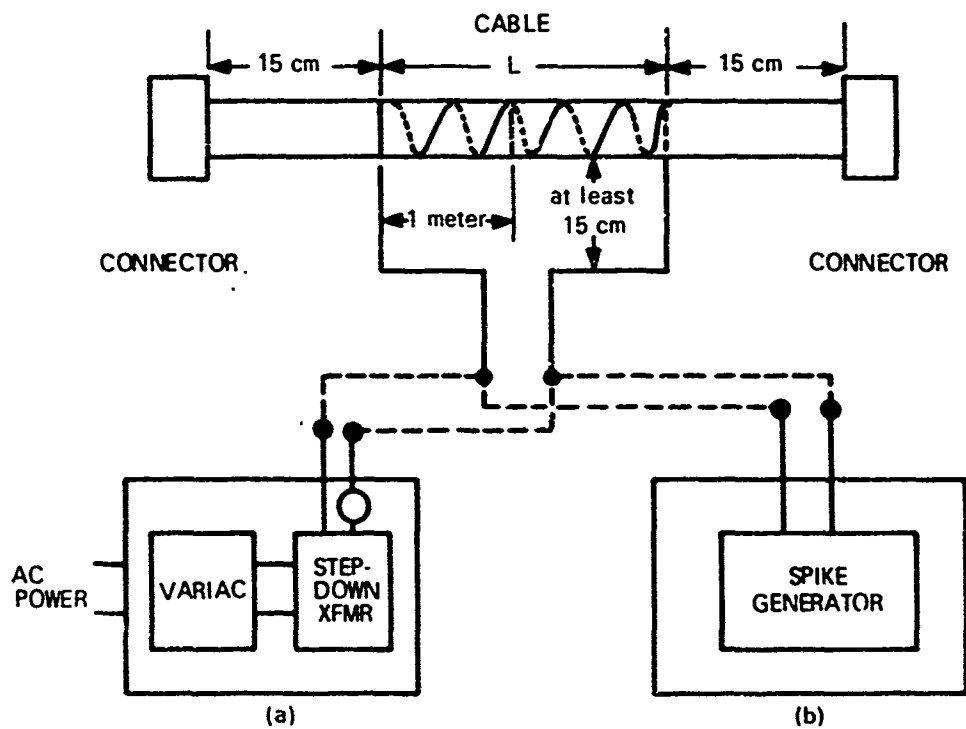 CABLE
15 cm
L
15 cm
1 meter
at least
15 cm
CONNECTOR
CONNECTOR
AC
POWER
VARIAC
STEP-
DOWN
XFMR
SPIKE
GENERATOR
(a)
(b)